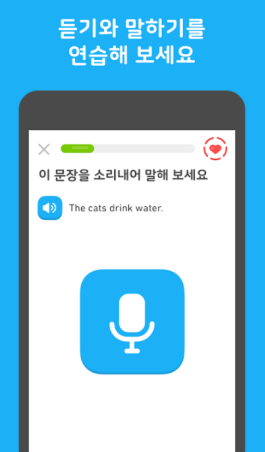 듣기와 말하기를
연습해 보세요
이 문장을 소리내어 말해 보세요
The cats drink water.